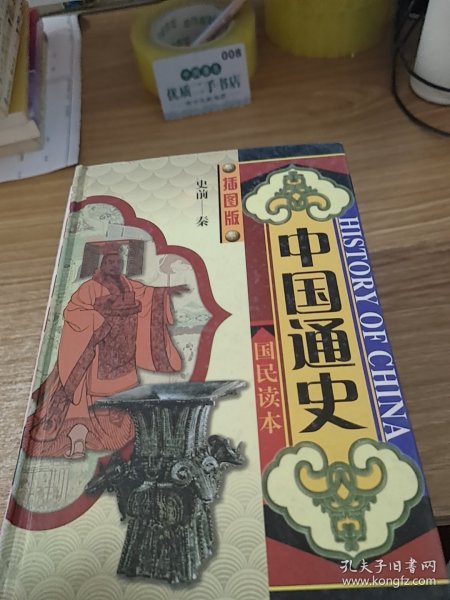 008
优质二手书店
插图版
史前——秦
中国通史
HISTORY OF CHINA
国民读本
孔夫子旧书网
www.kongfz.com